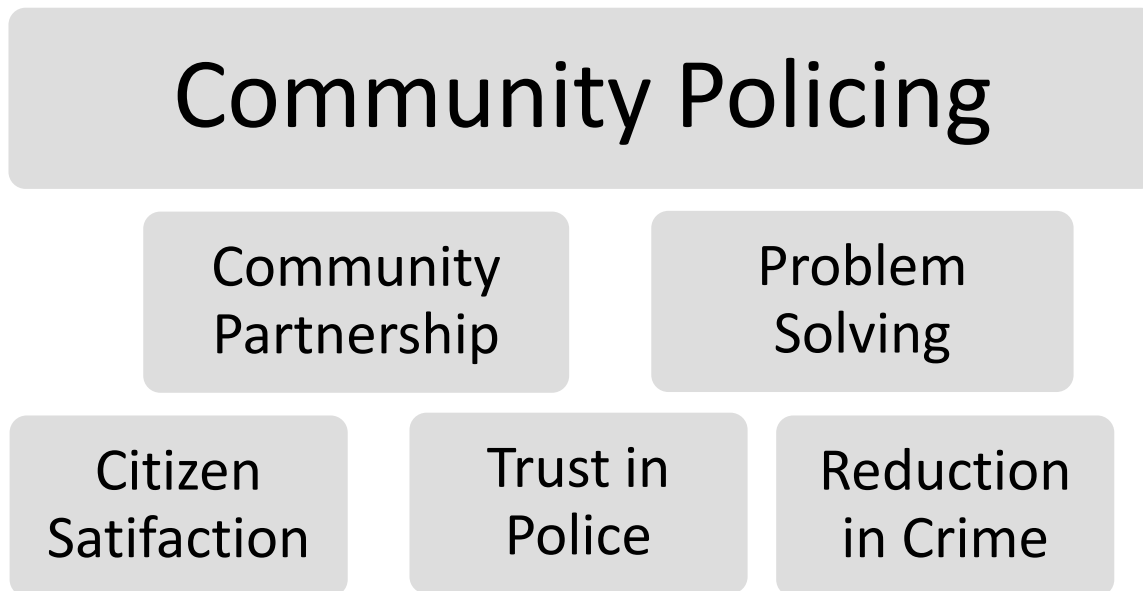 Community Policing
Community
Partnership
Problem
Solving
Citizen
Satifaction
Trust in
Police
Reduction
in Crime